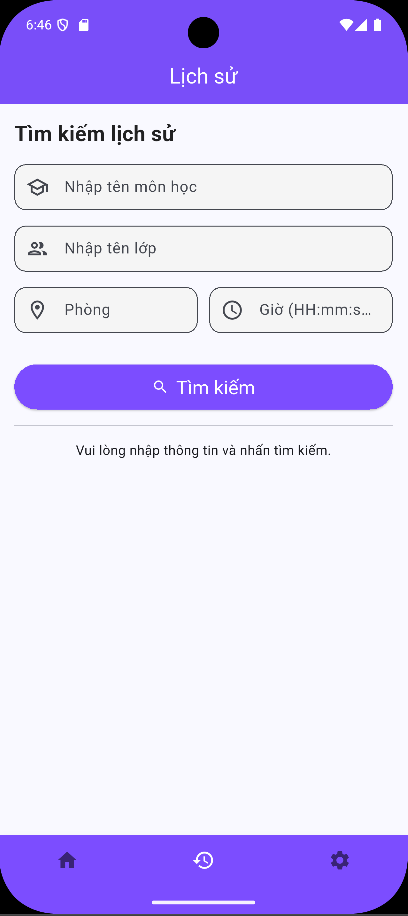 6:46
Lịch sử
Tìm kiếm lịch sử
Nhập tên môn học
Nhập tên lớp
Phòng
Giờ (HH:mm:s...
Tìm kiếm
Vui lòng nhập thông tin và nhấn tìm kiếm.